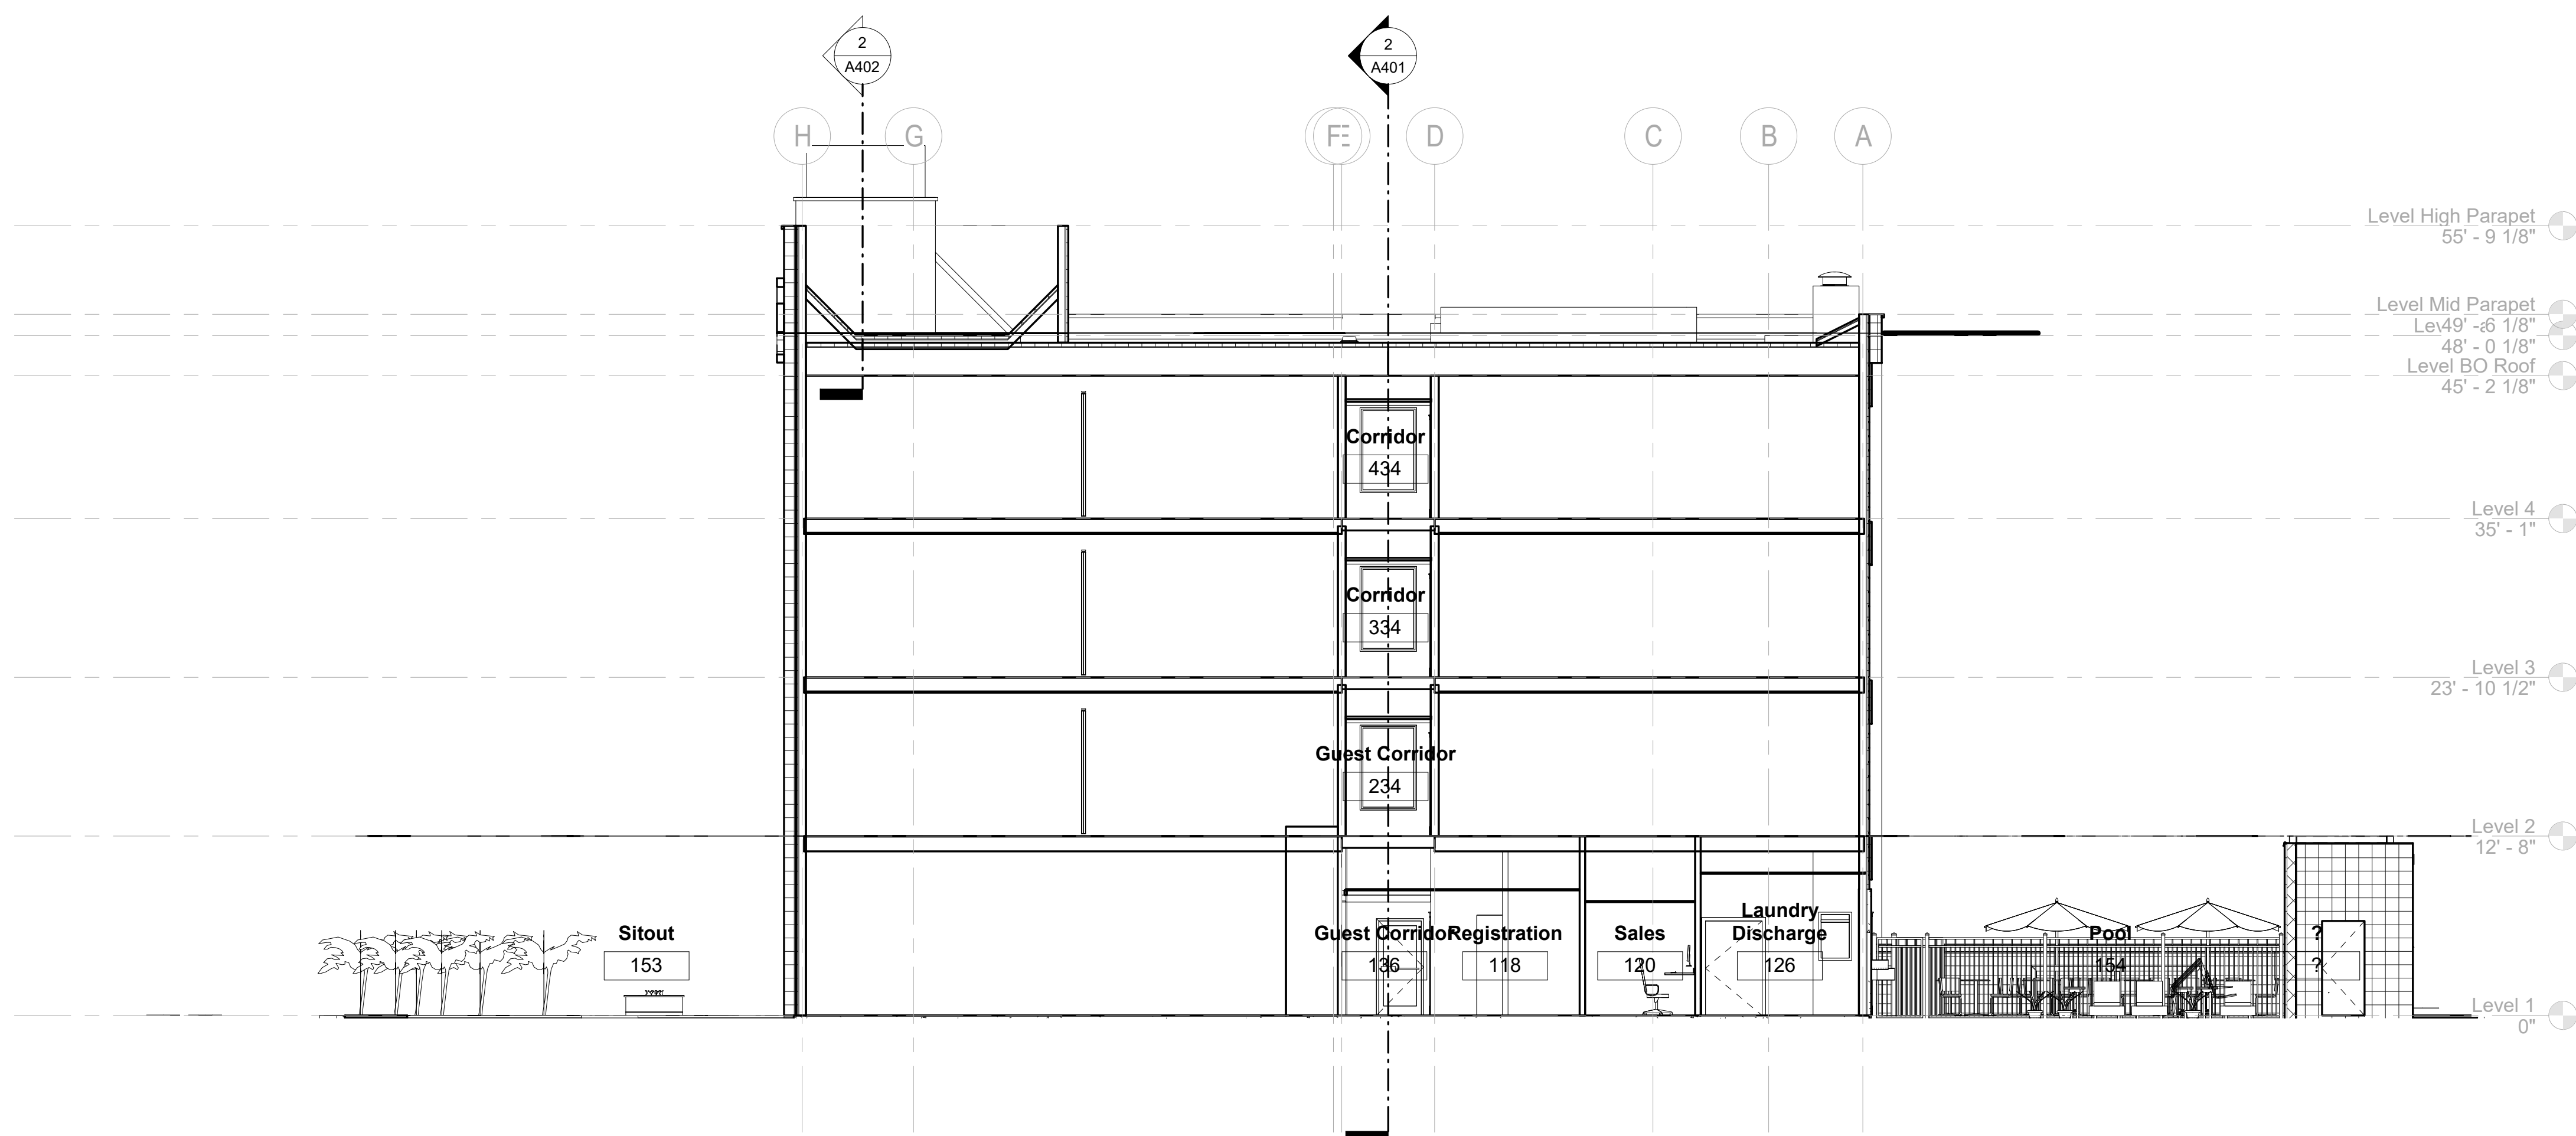 2
A402
2
A401
H
G
F
E
D
C
B
A
Level High Parapet
55' - 9 1/8"
Level Mid Parapet
49' - 6 1/8"
48' - 0 1/8"
Level BO Roof
45' - 2 1/8"
Corridor
434
Level 4
35' - 1"
Corridor
334
Level 3
23' - 10 1/2"
Guest Corridor
234
Level 2
12' - 8"
Sitout
153
Guest Corridor
136
Registration
118
Sales
120
Laundry
Discharge
126
Pool
154
?
?
Level 1
0"